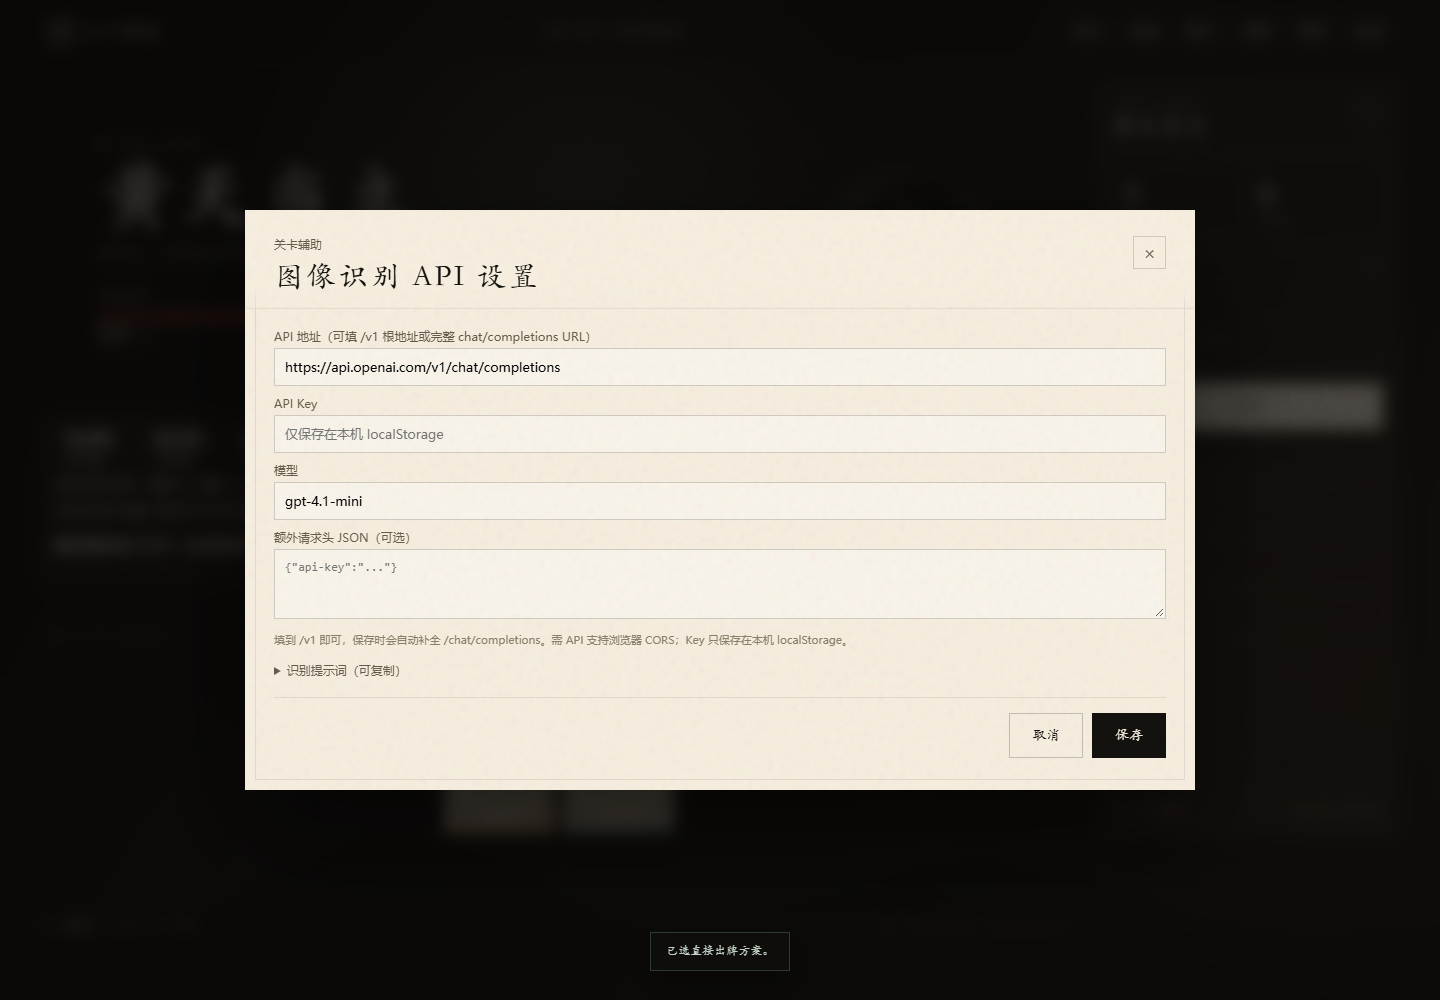 关卡辅助
图像识别 API 设置
×
API 地址（可填 /v1 根地址或完整 chat/completions URL）
https://api.openai.com/v1/chat/completions
API Key
仅保存在本机 localStorage
模型
gpt-4.1-mini
额外请求头 JSON（可选）
{"api-key":"..."}
填到 /v1 即可，保存时会自动补全 /chat/completions。需 API 支持浏览器 CORS；Key 只保存在本机 localStorage。
▶ 识别提示词（可复制）
取消
保存
已选直接出牌方案。